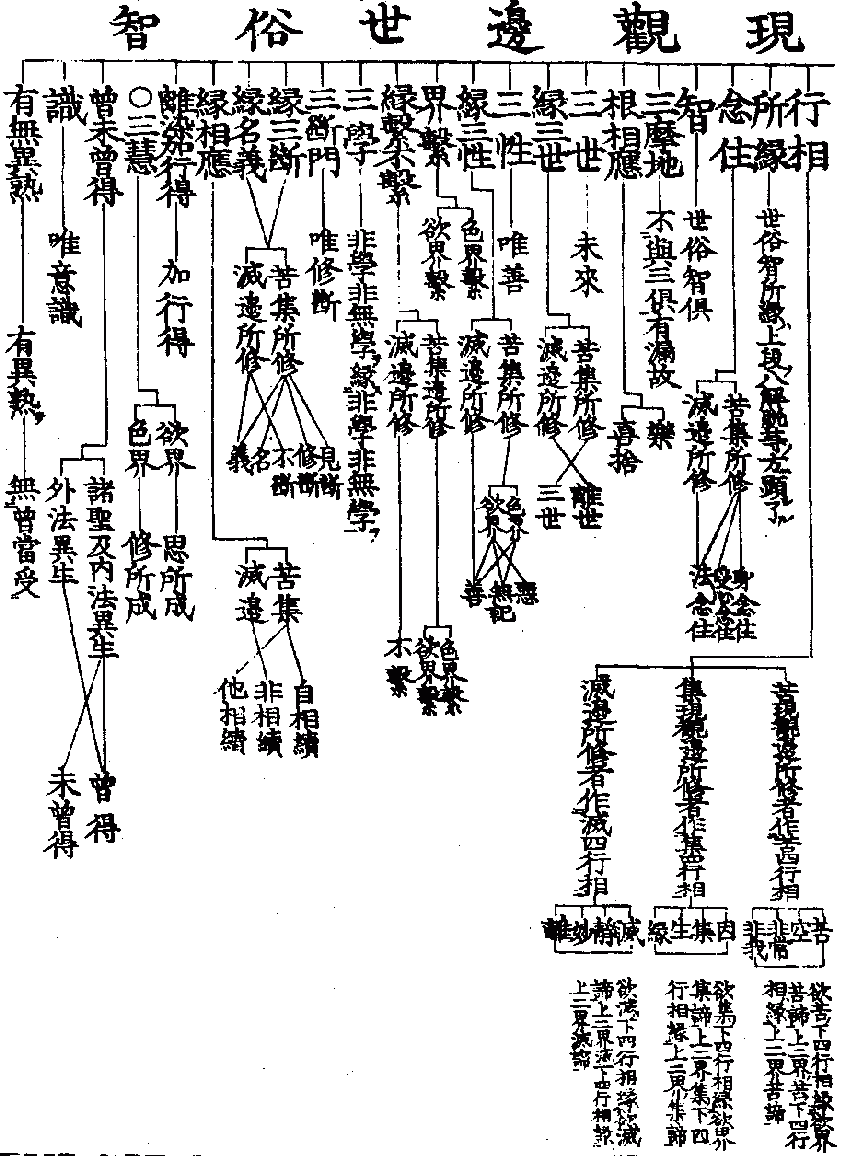 現觀邊世俗智
行相
苦現觀邊所修者作苦四行相
苦
空
非常
非我
欲苦下四行相緣欲界
苦諦上二界苦下四行
相緣上二界苦諦
集現觀邊所修者作集四行相
因
集
生
緣
欲集下四行相緣欲界
集諦上二界集下四
行相緣上二界集諦
滅邊所修者作滅四行相
滅
靜
妙
離
欲滅下四行相緣欲滅
諦上二界滅下四行相緣
上二界滅諦
所緣
世俗智所緣上段八解脫等方顯了
念住
苦集所修
滅邊所修
身念住
受念住
法念住
智
世俗智俱
三摩地
不與三俱有漏故
根相應
樂
喜捨
三世
未來
緣三世
苦集所修
滅邊所修
離世
三世
三性
唯善
緣三性
苦集所修
滅邊所修
色界
欲界
惡
無記
善
界繫
色界繫
欲界繫
緣繫不繫
苦集邊所修
滅邊所修
色界繫
欲界繫
不繫
三學
非學非無學緣非學非無學
三斷門
唯修斷
緣三斷
緣名義
苦集所修
滅邊所修
見斷
修斷
不斷
名
義
緣相應
苦集
滅邊
自相續
非相續
他相續
離染加行得
加行得
○三慧
欲界
思所成
色界
修所成
曾未曾得
諸聖及內法異生
外法異生
曾得
未曾得
識
唯意識
有無異熟
有異熟
無曾當受